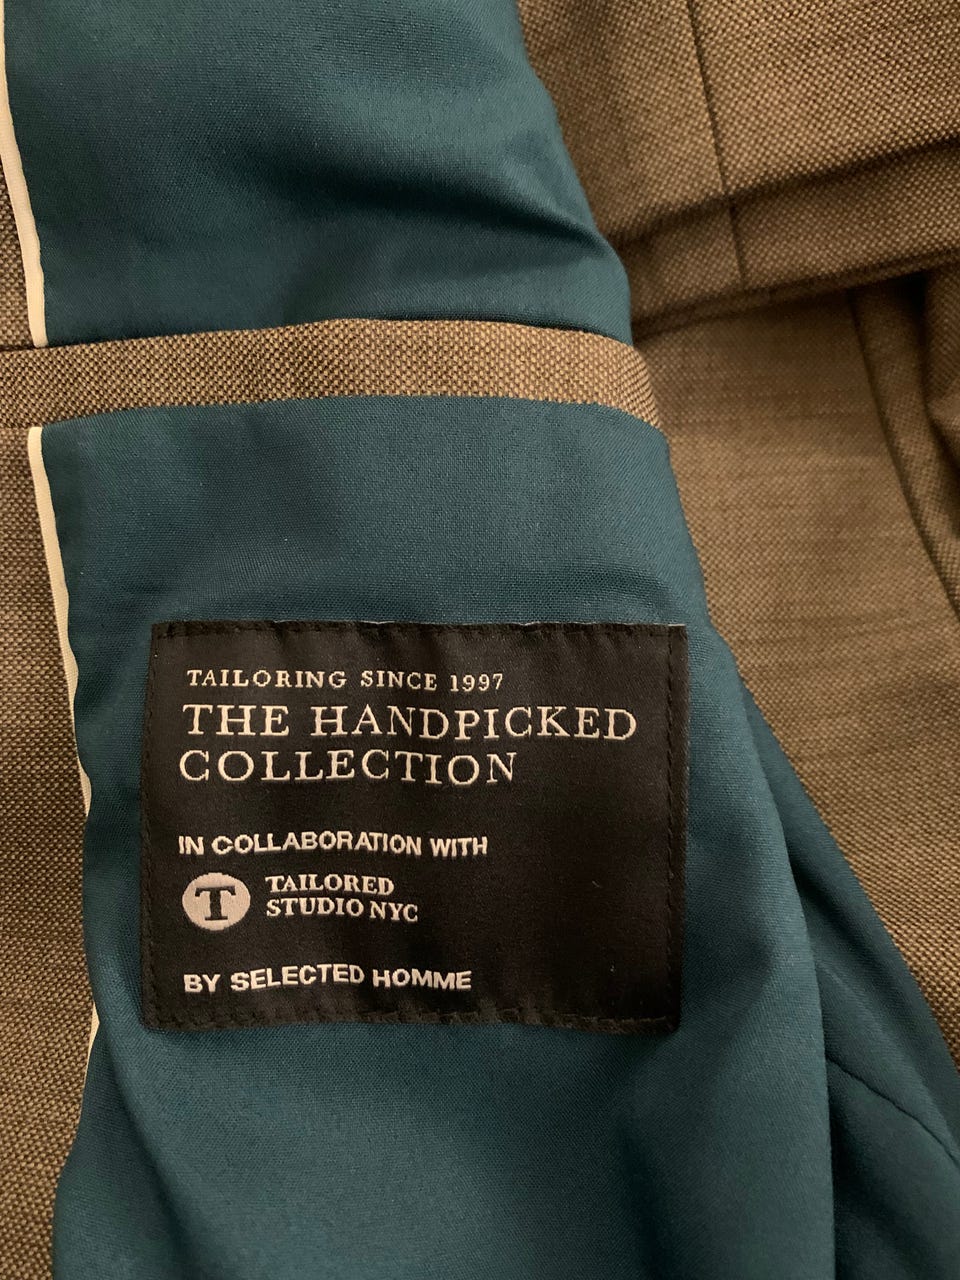 TAILORING SINCE 1997
THE HANDPICKED
COLLECTION
IN COLLABORATION WITH
T
TAILORED
STUDIO NYC
BY SELECTED HOMME